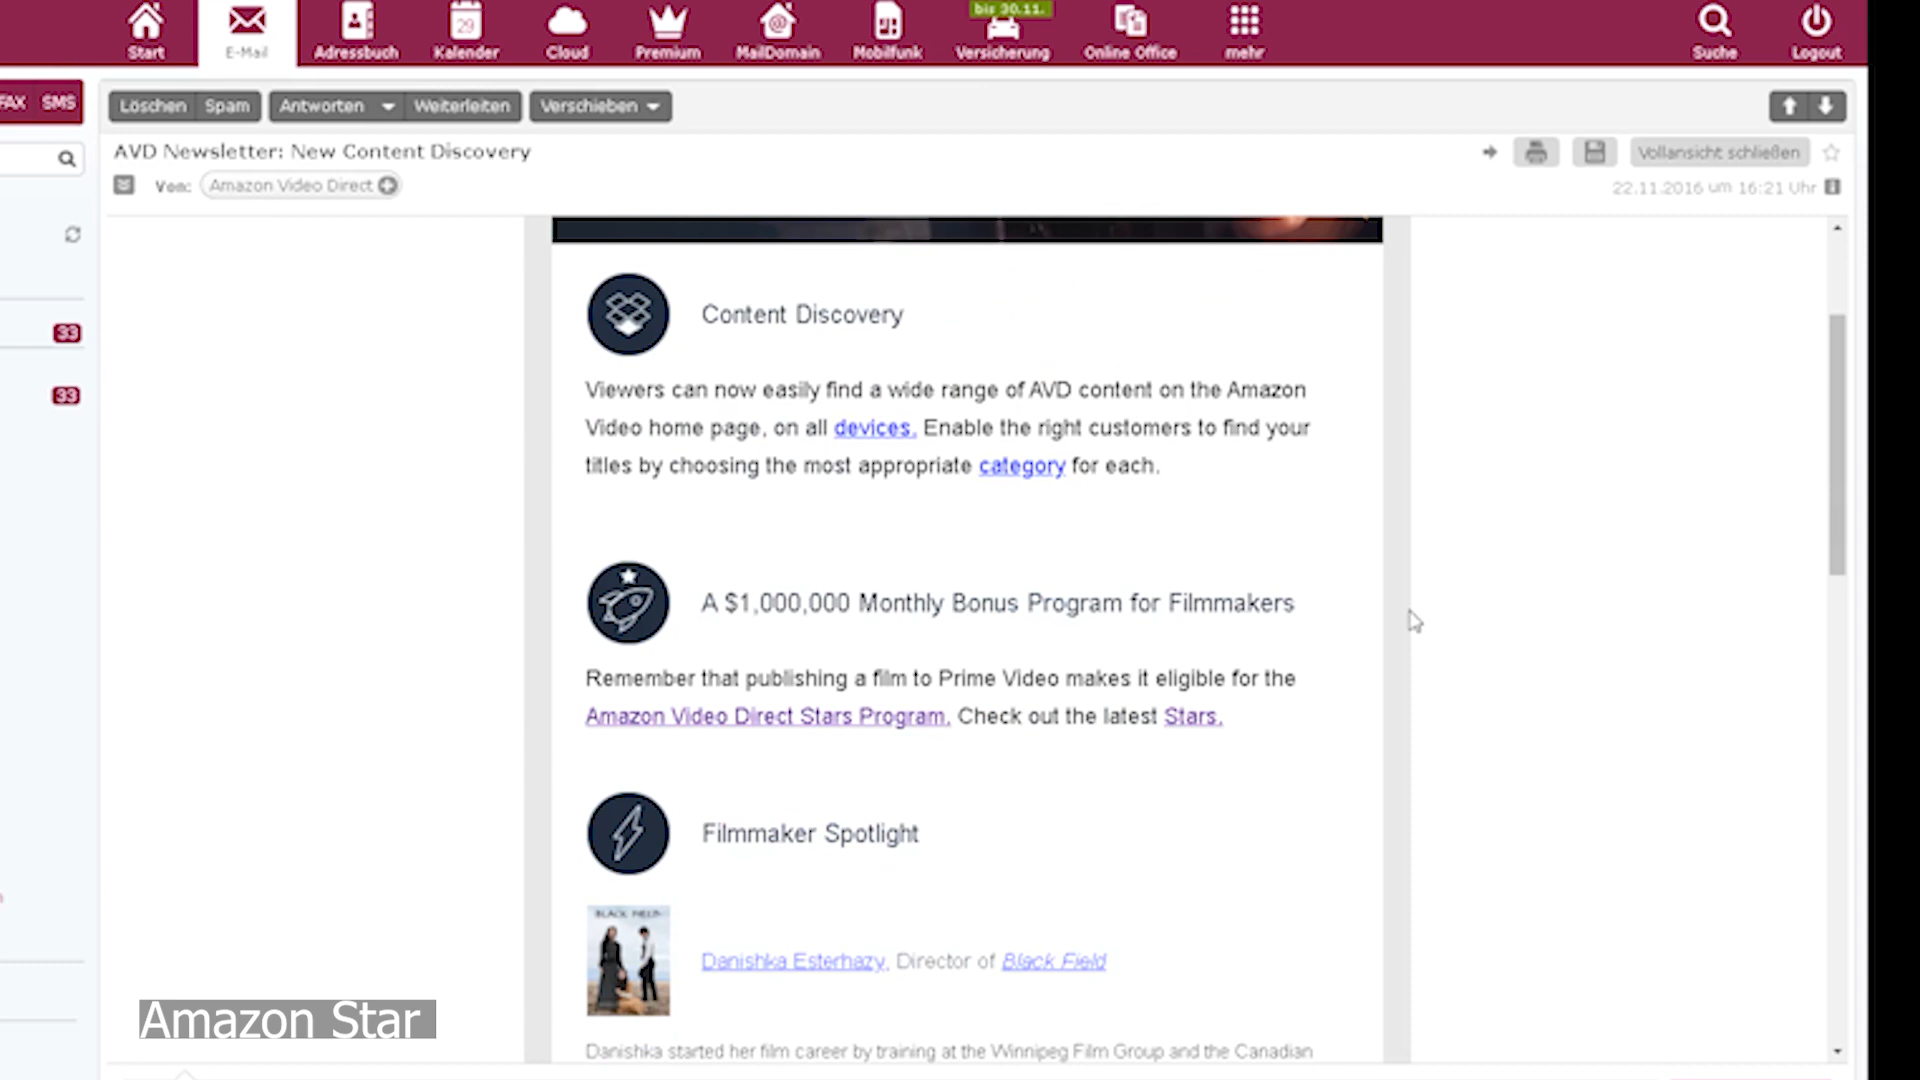 bis 30.11.
29
Start
E-Mail
Adressbuch
Kalender
Cloud
Premium
MailDomain
Mobilfunk
Versicherung
Online Office
mehr
Suche
Logout
FAX SMS
Löschen Spam Antworten Weiterleiten Verschieben
AVD Newsletter: New Content Discovery
Vollansicht schließen
Von: Amazon Video Direct
22.11.2016 um 16:21 Uhr
33
33
Content Discovery
Viewers can now easily find a wide range of AVD content on the Amazon
Video home page, on all devices. Enable the right customers to find your
titles by choosing the most appropriate category for each.
A $1,000,000 Monthly Bonus Program for Filmmakers
Remember that publishing a film to Prime Video makes it eligible for the
Amazon Video Direct Stars Program. Check out the latest Stars.
Filmmaker Spotlight
BLACK FIELD
Danishka Esterhazy, Director of Black Field
Danishka started her film career by training at the Winnipeg Film Group and the Canadian
Amazon Star